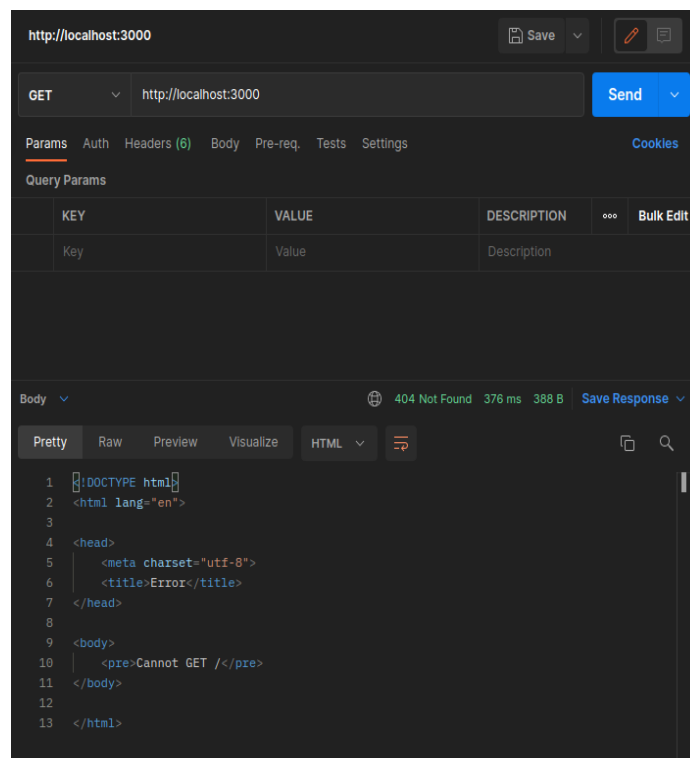 http://localhost:3000 Save
GET http://localhost:3000 Send
Params Auth Headers (6) Body Pre-req. Tests Settings Cookies
Query Params
KEY VALUE DESCRIPTION ooo Bulk Edit
Key Value Description
Body 404 Not Found 376 ms 388 B Save Response
Pretty Raw Preview Visualize HTML
1 <!DOCTYPE html>
2 <html lang="en">
3
4 <head>
5 <meta charset="utf-8">
6 <title>Error</title>
7 </head>
8
9 <body>
10 <pre>Cannot GET /</pre>
11 </body>
12
13 </html>